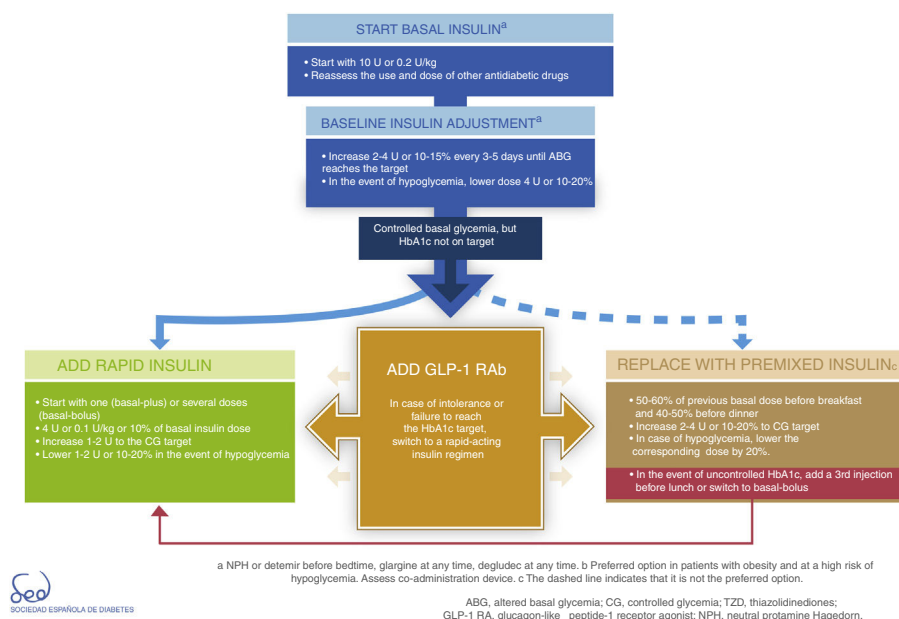 START BASAL INSULINa
• Start with 10 U or 0.2 U/kg
• Reassess the use and dose of other antidiabetic drugs
BASELINE INSULIN ADJUSTMENTa
• Increase 2-4 U or 10-15% every 3-5 days until ABG
reaches the target
• In the event of hypoglycemia, lower dose 4 U or 10-20%
Controlled basal glycemia, but
HbA1c not on target
ADD RAPID INSULIN
• Start with one (basal-plus) or several doses
(basal-bolus)
• 4 U or 0.1 U/kg or 10% of basal insulin dose
• Increase 1-2 U to the CG target
• Lower 1-2 U or 10-20% in the event of hypoglycemia
ADD GLP-1 RAb
In case of intolerance or
failure to reach
the HbA1c target,
switch to a rapid-acting
insulin regimen
REPLACE WITH PREMIXED INSULINc
• 50-60% of previous basal dose before breakfast
and 40-50% before dinner
• Increase 2-4 U or 10-20% to CG target
• In case of hypoglycemia, lower the
corresponding dose by 20%.
• In the event of uncontrolled HbA1c, add a 3rd injection
before lunch or switch to basal-bolus
a NPH or detemir before bedtime, glargine at any time, degludec at any time. b Preferred option in patients with obesity and at a high risk of
hypoglycemia. Assess co-administration device. c The dashed line indicates that it is not the preferred option.
Sed
SOCIEDAD ESPAÑOLA DE DIABETES
ABG, altered basal glycemia; CG, controlled glycemia; TZD, thiazolidinediones;
GLP-1 RA, glucagon-like peptide-1 receptor agonist; NPH, neutral protamine Hagedorn.